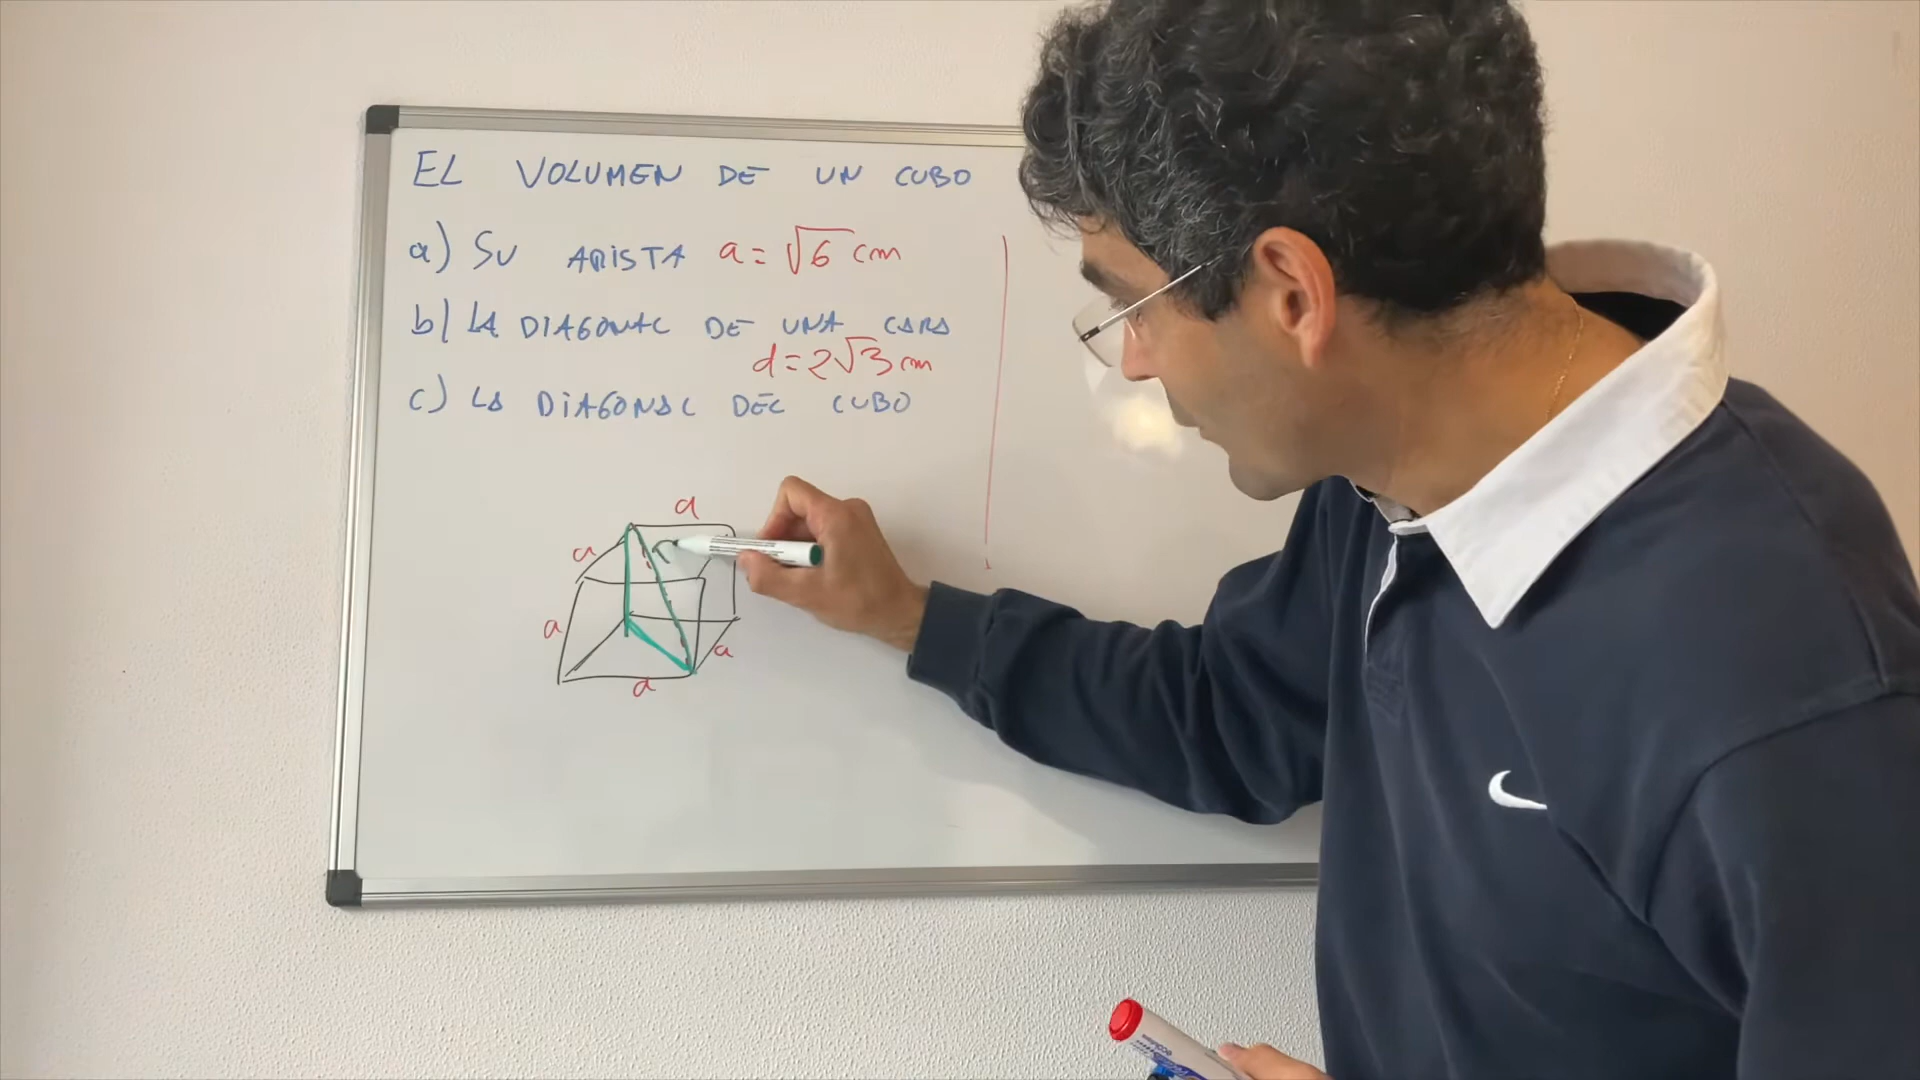 EL VOLUMEN DE UN CUBO
a) SU ARISTA a = √6 cm
b) LA DIAGONAL DE UNA CARA
d = 2√3 cm
c) LA DIAGONAL DEL CUBO
a
a
a
a
a